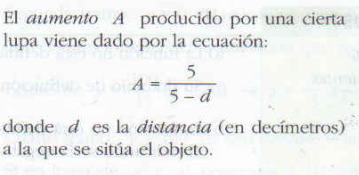 El aumento A producido por una cierta
lupa viene dado por la ecuación:
A = 5 / (5 – d)
donde d es la distancia (en decímetros)
a la que se sitúa el objeto.